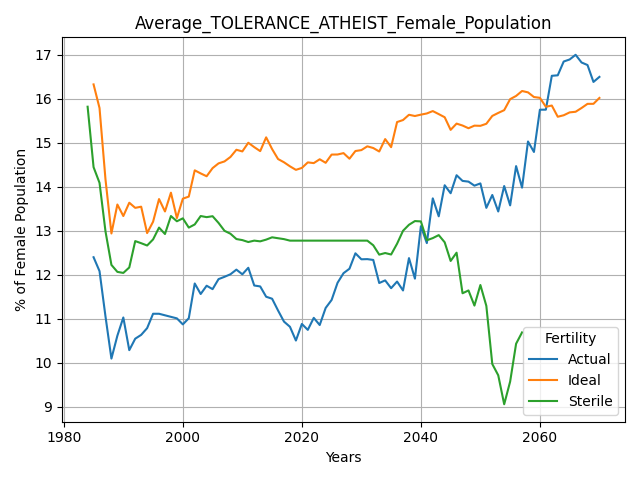 Average_TOLERANCE_ATHEIST_Female_Population
% of Female Population
17
16
15
14
13
12
11
10
9
1980
2000
2020
2040
2060
Years
Fertility
Actual
Ideal
Sterile